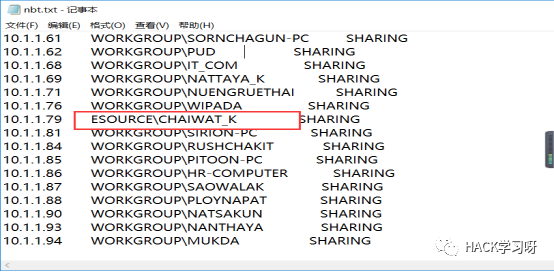 nbt.txt - 记事本
文件(F) 编辑(E) 格式(O) 查看(V) 帮助(H)
10.1.1.61 WORKGROUP\SORNCHAGUN-PC SHARING
10.1.1.62 WORKGROUP\PUD SHARING
10.1.1.68 WORKGROUP\IT_COM SHARING
10.1.1.69 WORKGROUP\NATTAYA_K SHARING
10.1.1.71 WORKGROUP\NUENGRUETHAI SHARING
10.1.1.76 WORKGROUP\WIPADA SHARING
10.1.1.79 ESOURCE\CHAIWAT_K SHARING
10.1.1.81 WORKGROUP\SIRION-PC SHARING
10.1.1.84 WORKGROUP\RUSHCHAKIT SHARING
10.1.1.85 WORKGROUP\PITOON-PC SHARING
10.1.1.86 WORKGROUP\HR-COMPUTER SHARING
10.1.1.87 WORKGROUP\SAOWALAK SHARING
10.1.1.88 WORKGROUP\PLOYNAPAT SHARING
10.1.1.90 WORKGROUP\NATSAKUN SHARING
10.1.1.93 WORKGROUP\NANTHAYA SHARING
10.1.1.94 WORKGROUP\MUKDA SHARING
HACK学习呀